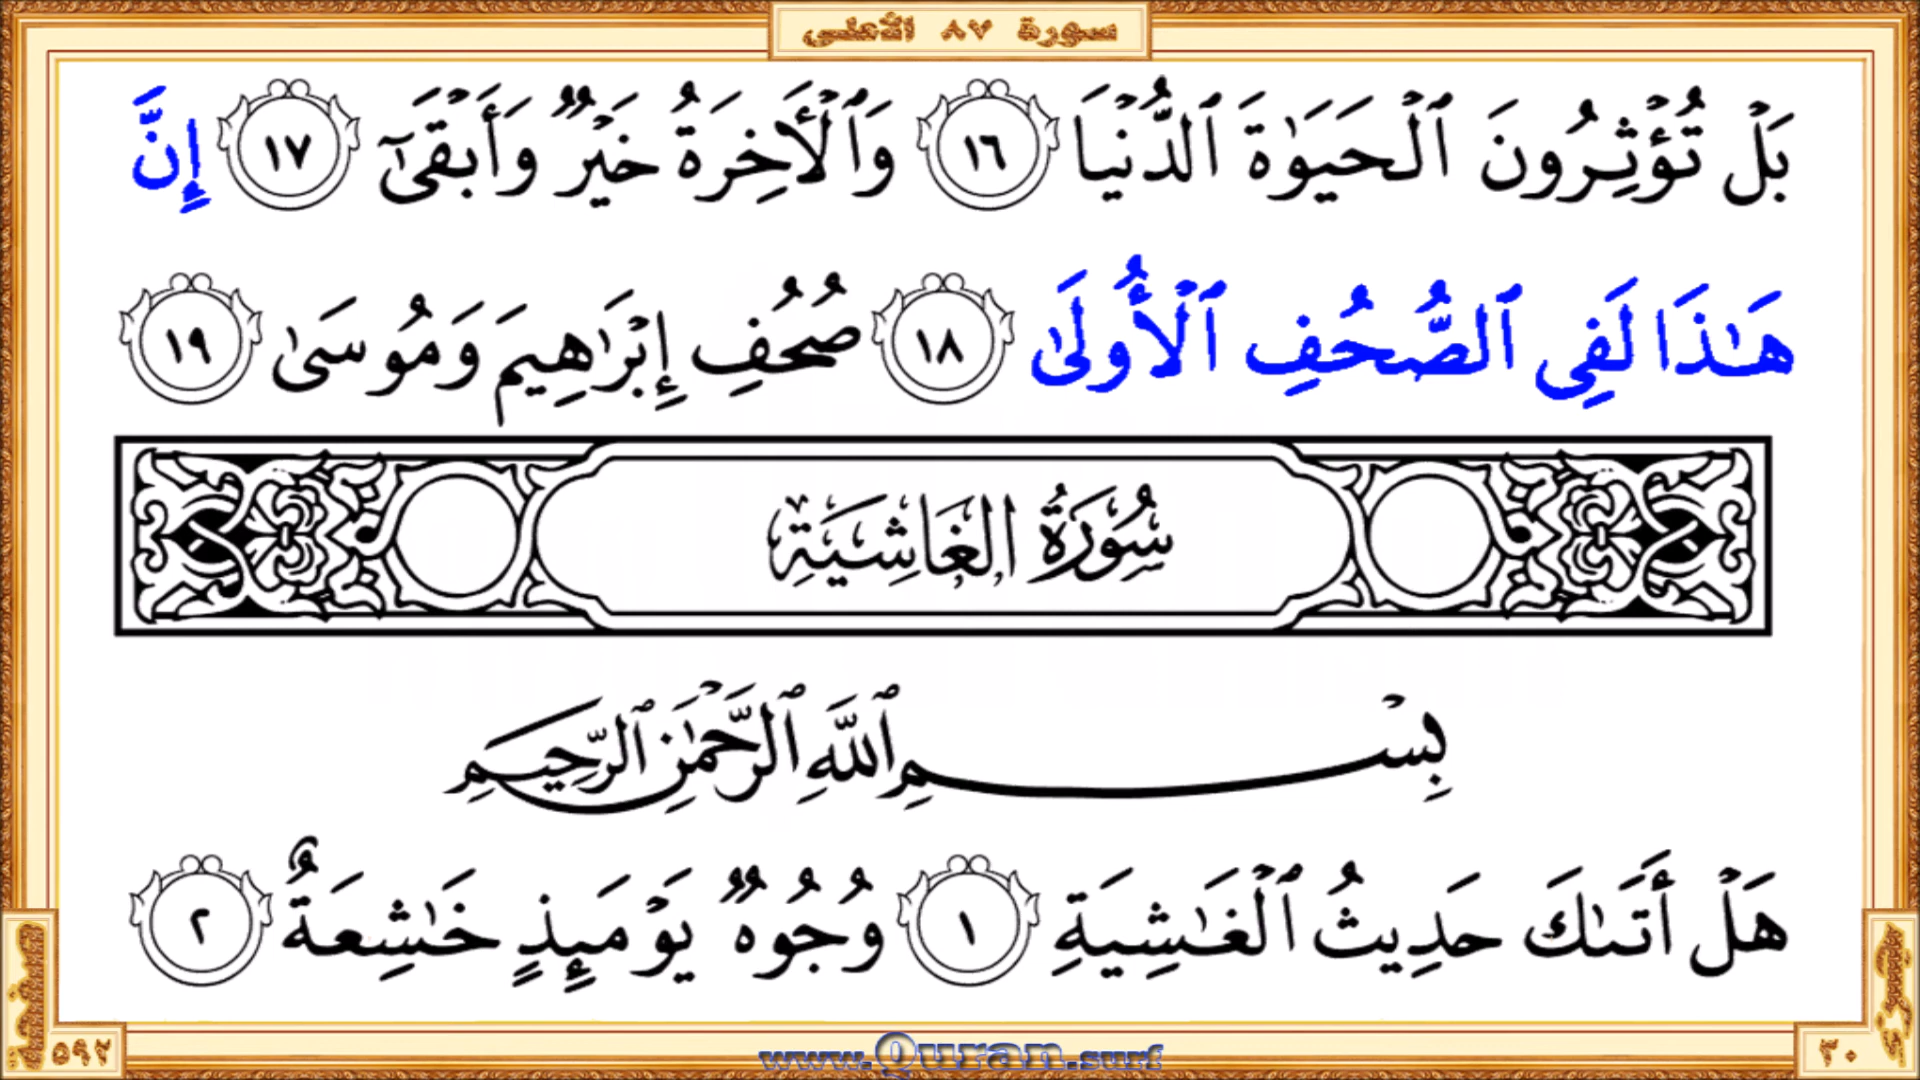 سورة ٨٧ الأعلى
بَلْ تُؤْثِرُونَ ٱلْحَيَوٰةَ ٱلدُّنْيَا ١٦ وَٱلْأَخِرَةُ خَيْرٌ وَأَبْقَىٰٓ ١٧ إِنَّ
هَٰذَا لَفِى ٱلصُّحُفِ ٱلْأُولَىٰ ١٨ صُحُفِ إِبْرَٰهِيمَ وَمُوسَىٰ ١٩
سُورَةُ الغَاشِيَةِ
بِسْمِ ٱللَّهِ ٱلرَّحْمَٰنِ ٱلرَّحِيمِ
هَلْ أَتَىٰكَ حَدِيثُ ٱلْغَٰشِيَةِ ١ وُجُوهٌ يَوْمَئِذٍ خَٰشِعَةٌ ٢
صفحة
٥٩٢
٣٠
www.Quran.surf